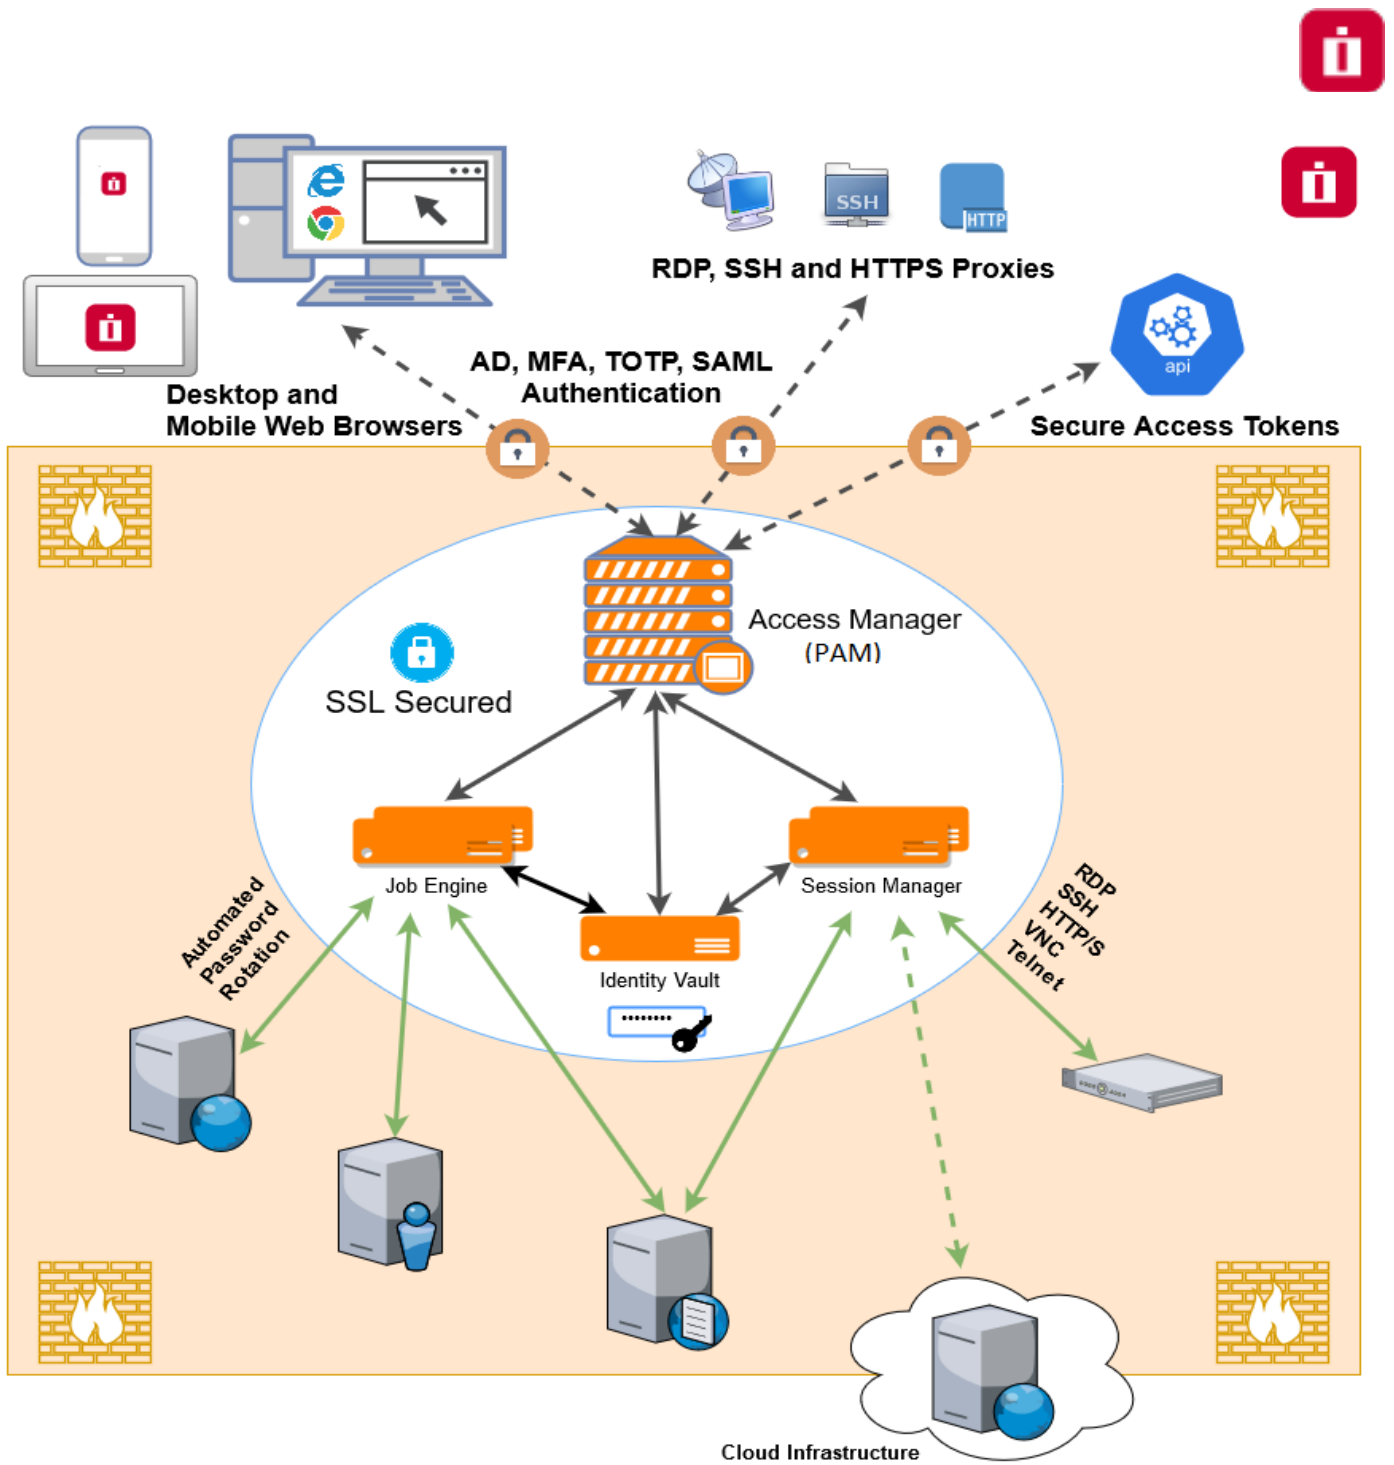 SSH
HTTP
RDP, SSH and HTTPS Proxies
api
AD, MFA, TOTP, SAML
Authentication
Desktop and
Mobile Web Browsers
Secure Access Tokens
Access Manager
(PAM)
SSL Secured
Job Engine
Session Manager
Automated
Password
Rotation
RDP
SSH
HTTP/S
VNC
Telnet
Identity Vault
Cloud Infrastructure